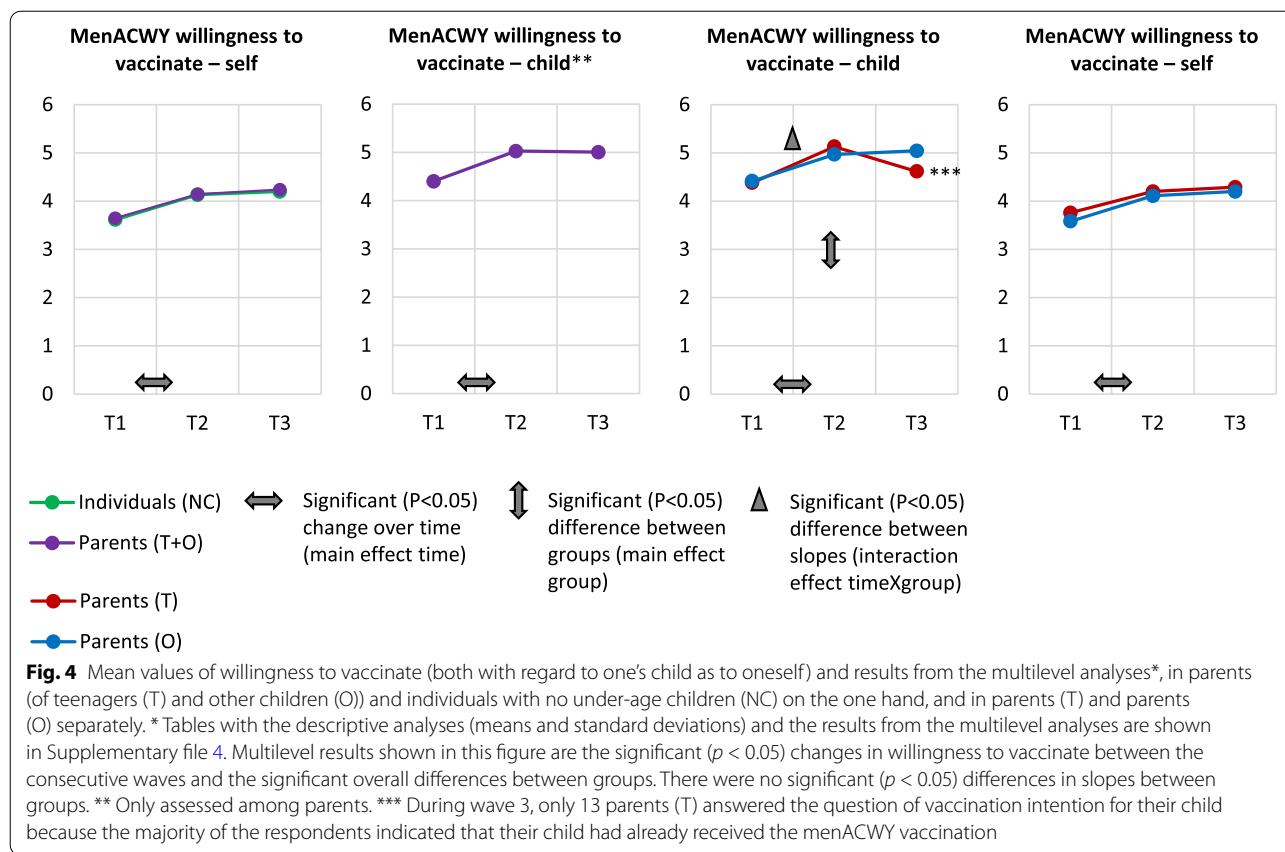 MenACWY willingness to
vaccinate – self
MenACWY willingness to
vaccinate – child**
MenACWY willingness to
vaccinate – child
MenACWY willingness to
vaccinate – self
6
5
4
3
2
1
0
T1 T2 T3
6
5
4
3
2
1
0
T1 T2 T3
6
5
4
3
2
1
0
***
T1 T2 T3
6
5
4
3
2
1
0
T1 T2 T3
Individuals (NC)
Parents (T+O)
Parents (T)
Parents (O)
Significant (P<0.05)
change over time
(main effect time)
Significant (P<0.05)
difference between
groups (main effect
group)
Significant (P<0.05)
difference between
slopes (interaction
effect timeXgroup)
Fig. 4 Mean values of willingness to vaccinate (both with regard to one's child as to oneself) and results from the multilevel analyses*, in parents
(of teenagers (T) and other children (O)) and individuals with no under-age children (NC) on the one hand, and in parents (T) and parents
(O) separately. * Tables with the descriptive analyses (means and standard deviations) and the results from the multilevel analyses are shown
in Supplementary file 4. Multilevel results shown in this figure are the significant (p < 0.05) changes in willingness to vaccinate between the
consecutive waves and the significant overall differences between groups. There were no significant (p < 0.05) differences in slopes between
groups. ** Only assessed among parents. *** During wave 3, only 13 parents (T) answered the question of vaccination intention for their child
because the majority of the respondents indicated that their child had already received the menACWY vaccination